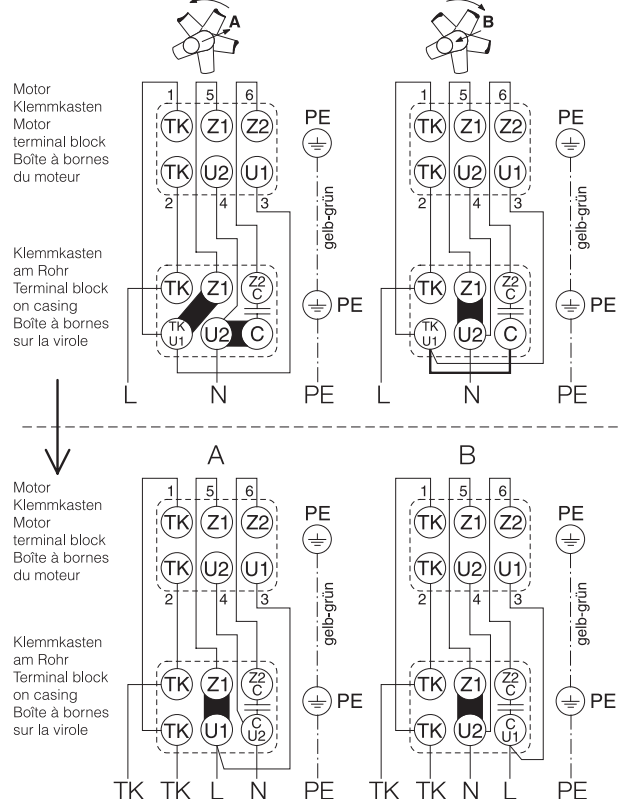 A
B
Motor
Klemmkasten
Motor
terminal block
Boîte à bornes
du moteur
1 5 6
TK Z1 Z2
TK U2 U1
2 4 3
PE
gelb-grün
1 5 6
TK Z1 Z2
TK U2 U1
2 4 3
PE
gelb-grün
Klemmkasten
am Rohr
Terminal block
on casing
Boîte à bornes
sur la virole
TK Z1 Z2 C
TK U1 U2 C
PE
L N PE
TK Z1 Z2 C
TK U1 U2 C
PE
L N PE
A
B
Motor
Klemmkasten
Motor
terminal block
Boîte à bornes
du moteur
1 5 6
TK Z1 Z2
TK U2 U1
2 4 3
PE
gelb-grün
1 5 6
TK Z1 Z2
TK U2 U1
2 4 3
PE
gelb-grün
Klemmkasten
am Rohr
Terminal block
on casing
Boîte à bornes
sur la virole
TK Z1 Z2 C
TK U1 C U2
PE
TK TK L N PE
TK Z1 Z2 C
TK U2 C U1
PE
TK TK N L PE